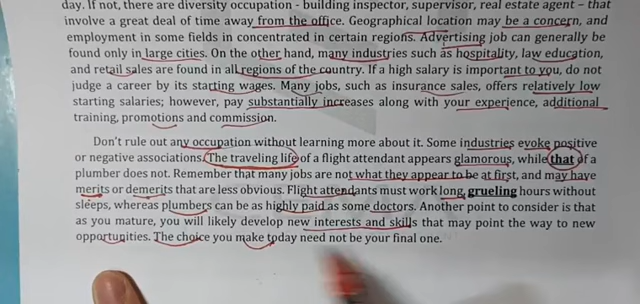 day. If not, there are diversity occupation - building inspector, supervisor, real estate agent – that
involve a great deal of time away from the office. Geographical location may be a concern, and
employment in some fields in concentrated in certain regions. Advertising job can generally be
found only in large cities. On the other hand, many industries such as hospitality, law education,
and retail sales are found in all regions of the country. If a high salary is important to you, do not
judge a career by its starting wages. Many jobs, such as insurance sales, offers relatively low
starting salaries; however, pay substantially increases along with your experience, additional
training, promotions and commission.
Don't rule out any occupation without learning more about it. Some industries evoke positive
or negative associations. The traveling life of a flight attendant appears glamorous, while that of a
plumber does not. Remember that many jobs are not what they appear to be at first, and may have
merits or demerits that are less obvious. Flight attendants must work long, grueling hours without
sleeps, whereas plumbers can be as highly paid as some doctors. Another point to consider is that
as you mature, you will likely develop new interests and skills that may point the way to new
opportunities. The choice you make today need not be your final one.